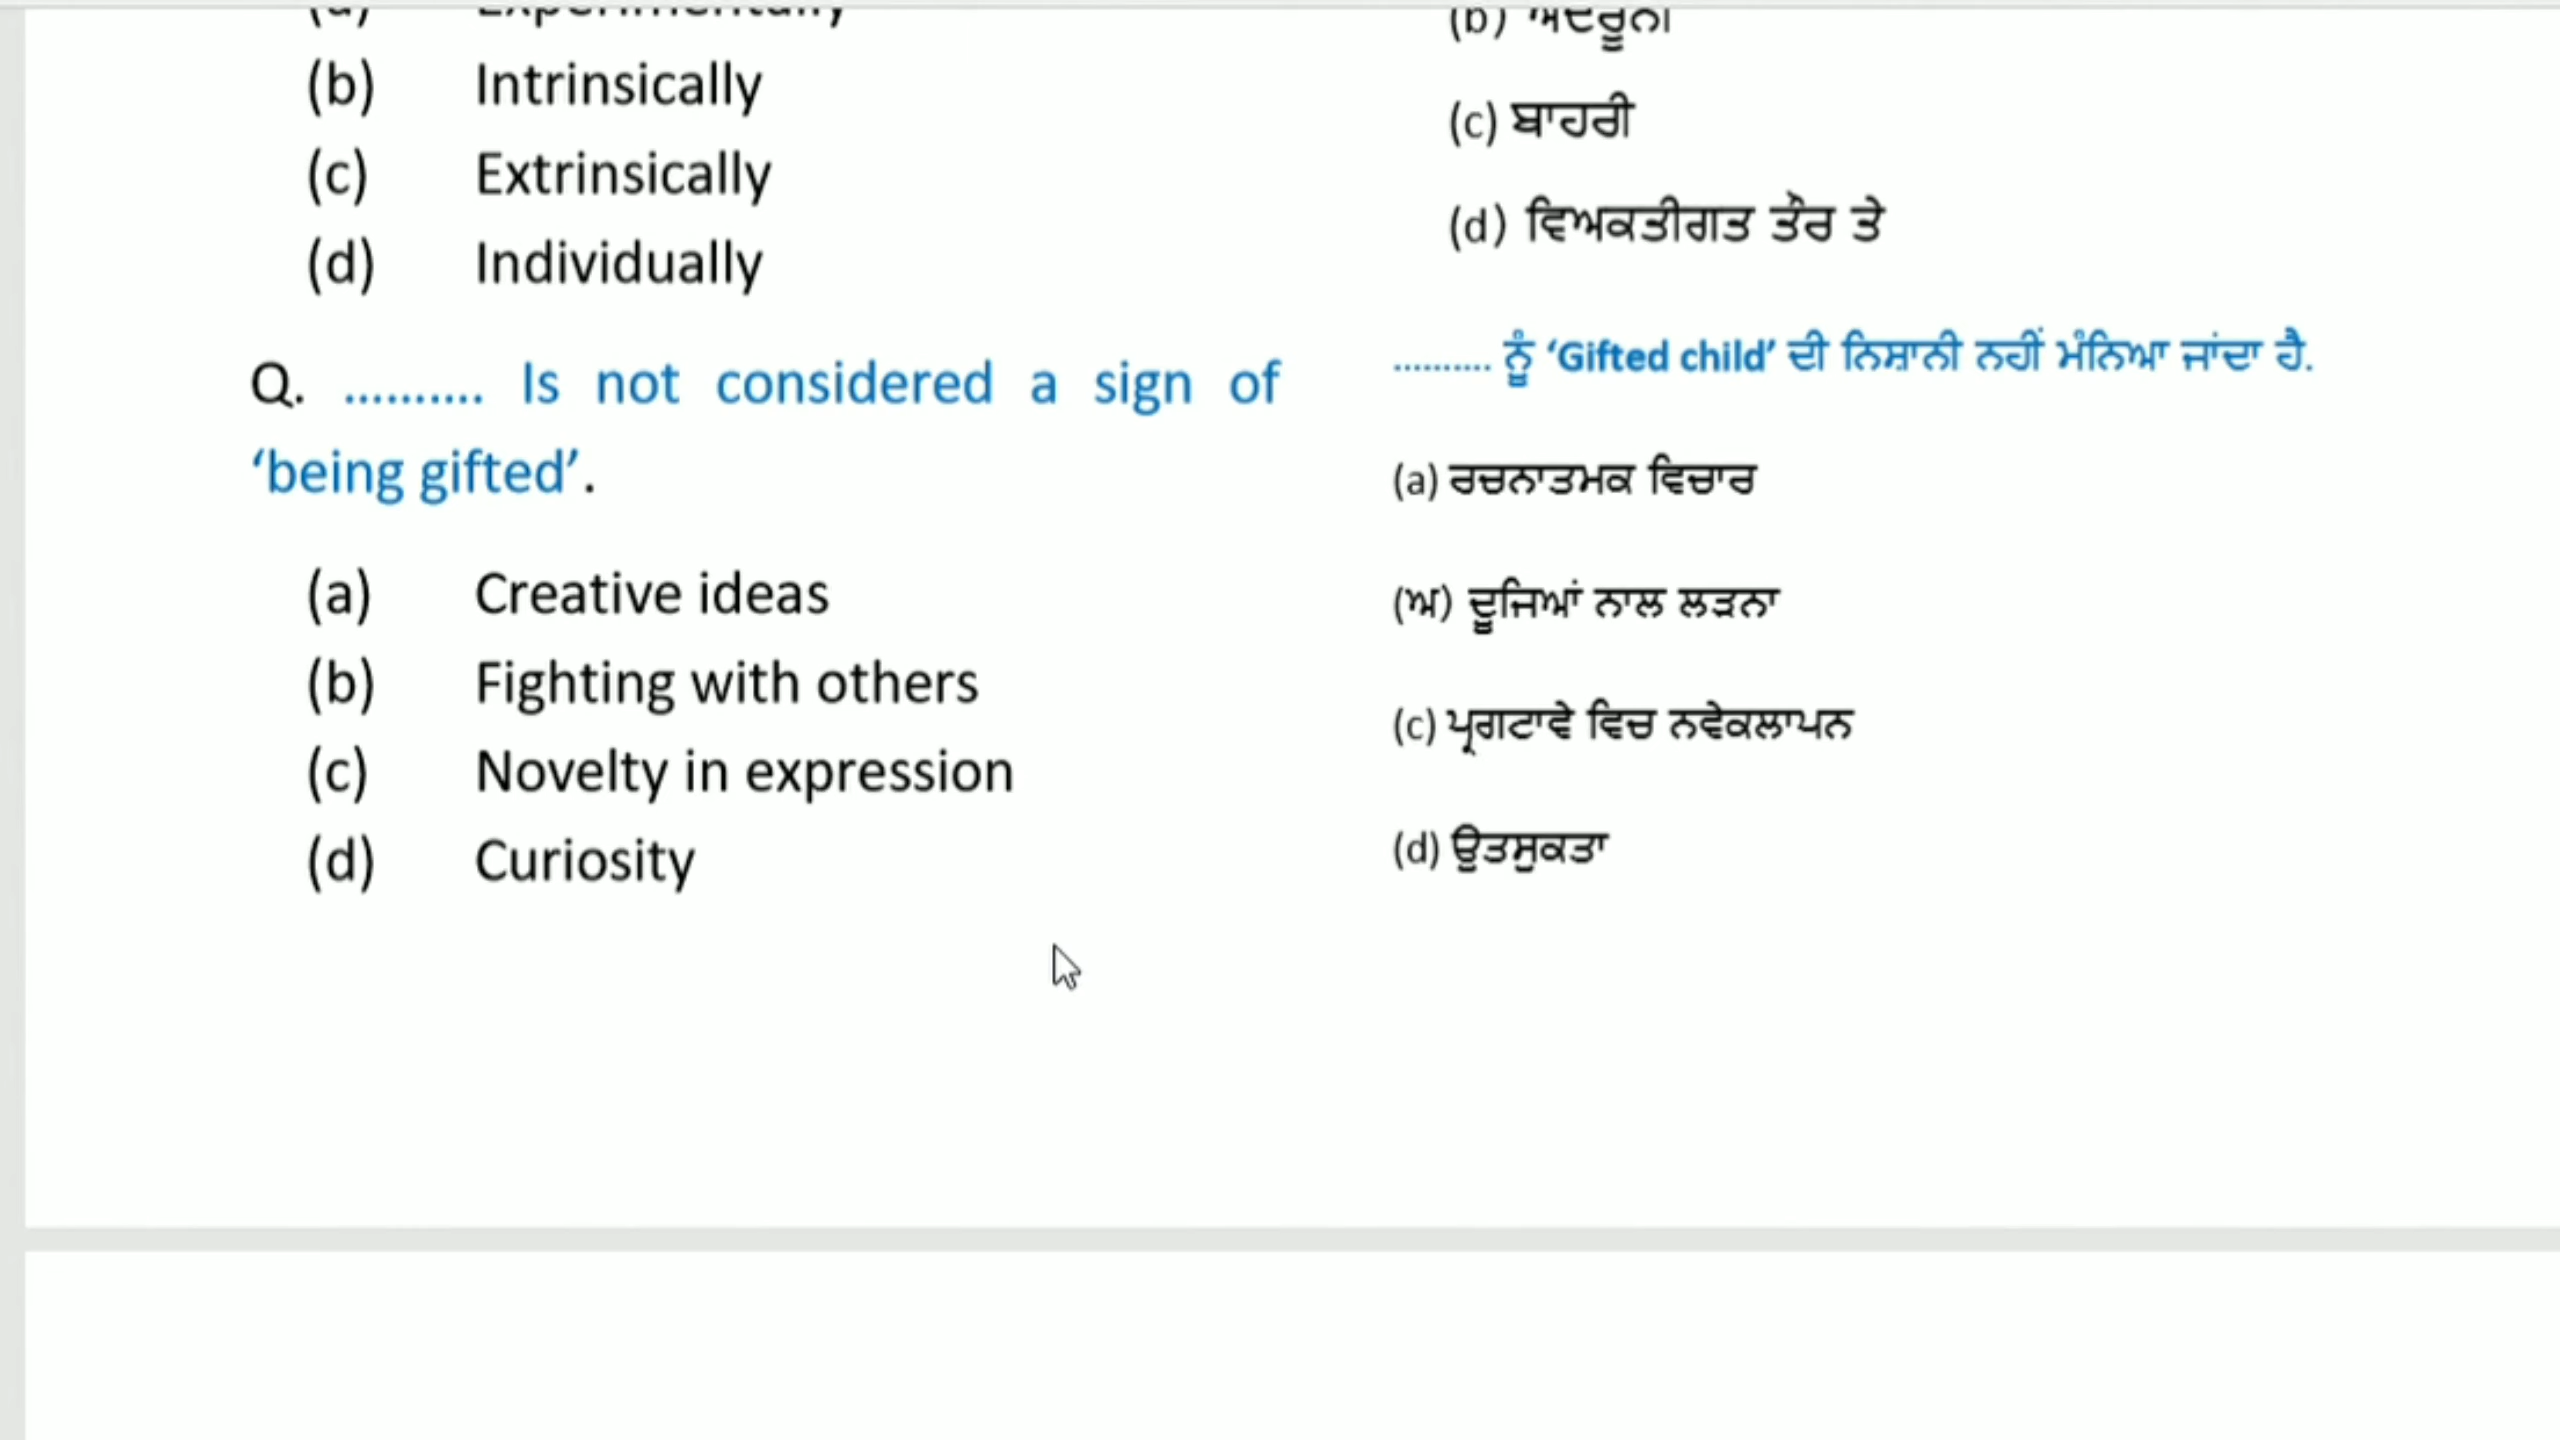 (b) Intrinsically
(c) Extrinsically
(d) Individually
Q. .......... Is not considered a sign of
‘being gifted’.
(a) Creative ideas
(b) Fighting with others
(c) Novelty in expression
(d) Curiosity
(b)
(c) ਬਾਹਰੀ
(d) ਵਿਅਕਤੀਗਤ ਤੌਰ ਤੇ
.......... ਨੂੰ ‘Gifted child’ ਦੀ ਨਿਸ਼ਾਨੀ ਨਹੀਂ ਮੰਨਿਆ ਜਾਂਦਾ ਹੈ.
(a) ਰਚਨਾਤਮਕ ਵਿਚਾਰ
(ਅ) ਦੂਜਿਆਂ ਨਾਲ ਲੜਨਾ
(c) ਪ੍ਰਗਟਾਵੇ ਵਿਚ ਨਵੇਕਲਾਪਨ
(d) ਉਤਸੁਕਤਾ